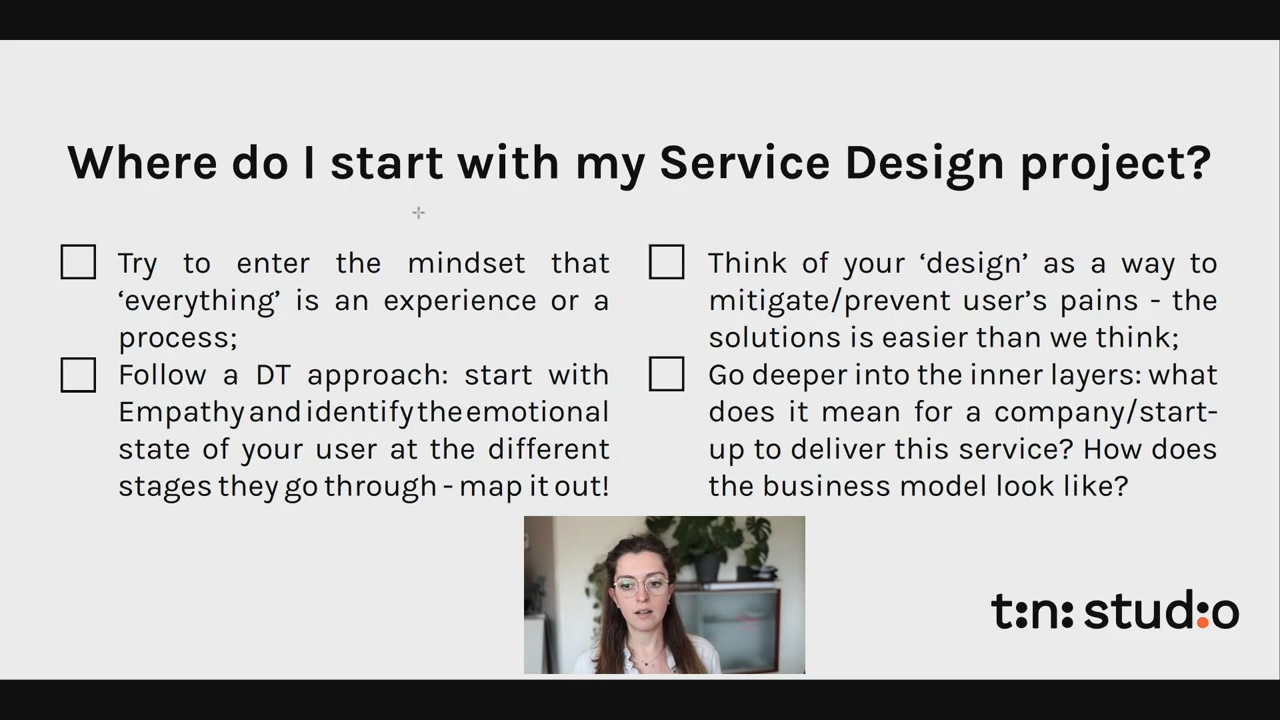 Where do I start with my Service Design project?
Try to enter the mindset that
‘everything’ is an experience or a
process;
Follow a DT approach: start with
Empathy and identify the emotional
state of your user at the different
stages they go through - map it out!
Think of your ‘design’ as a way to
mitigate/prevent user’s pains - the
solutions is easier than we think;
Go deeper into the inner layers: what
does it mean for a company/start-
up to deliver this service? How does
the business model look like?
t:n: stud:o